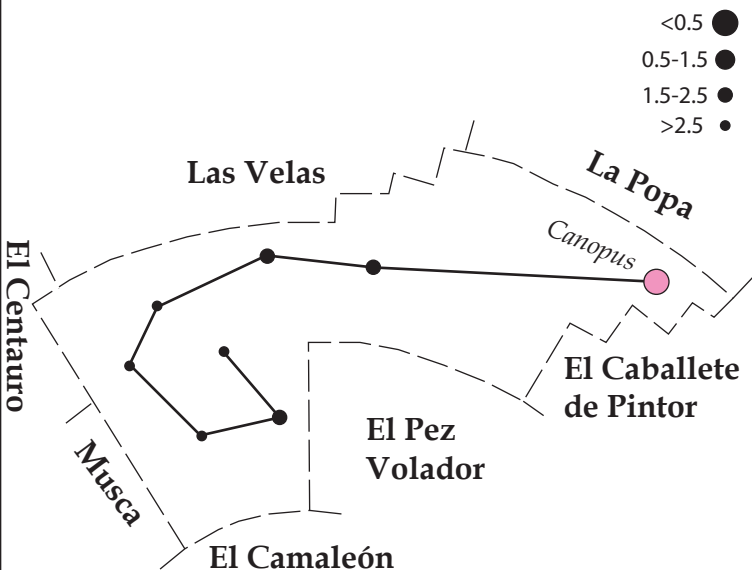 <0.5
0.5-1.5
1.5-2.5
>2.5
Las Velas
La Popa
Canopus
El Centauro
El Caballete
de Pintor
El Pez
Volador
Musca
El Camaleón